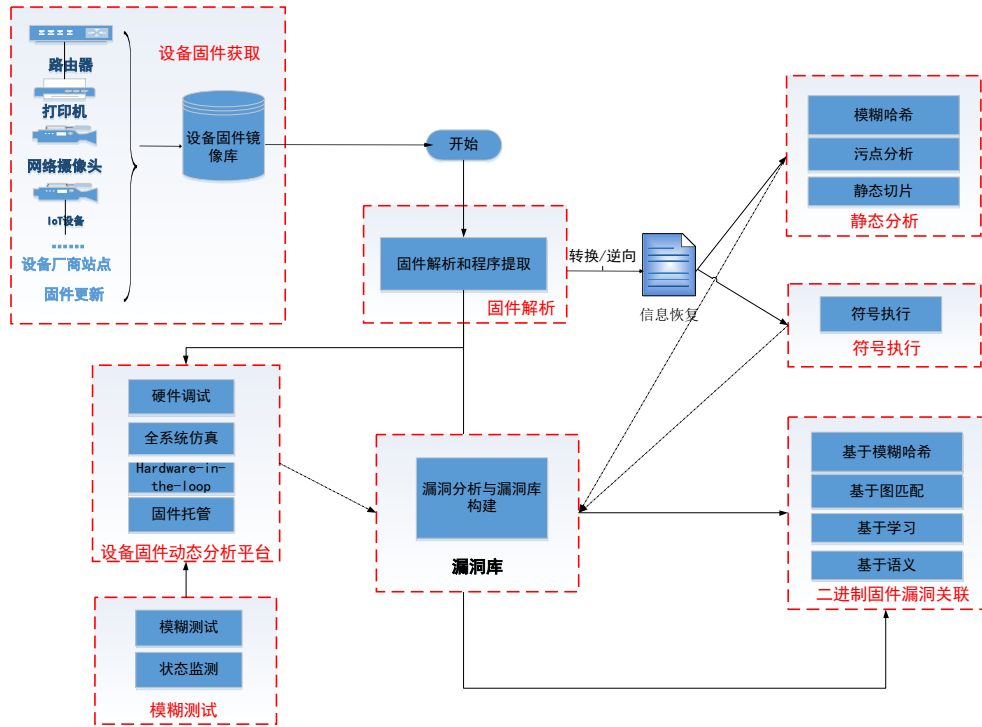 设备固件获取
路由器
打印机
网络摄像头
IoT设备
……
设备厂商站点
固件更新
设备固件镜
像库
开始
固件解析和程序提取
固件解析
转换/逆向
信息恢复
模糊哈希
污点分析
静态切片
静态分析
符号执行
符号执行
硬件调试
全系统仿真
Hardware-in-
the-loop
固件托管
设备固件动态分析平台
漏洞分析与漏洞库
构建
漏洞库
基于模糊哈希
基于图匹配
基于学习
基于语义
二进制固件漏洞关联
模糊测试
状态监测
模糊测试